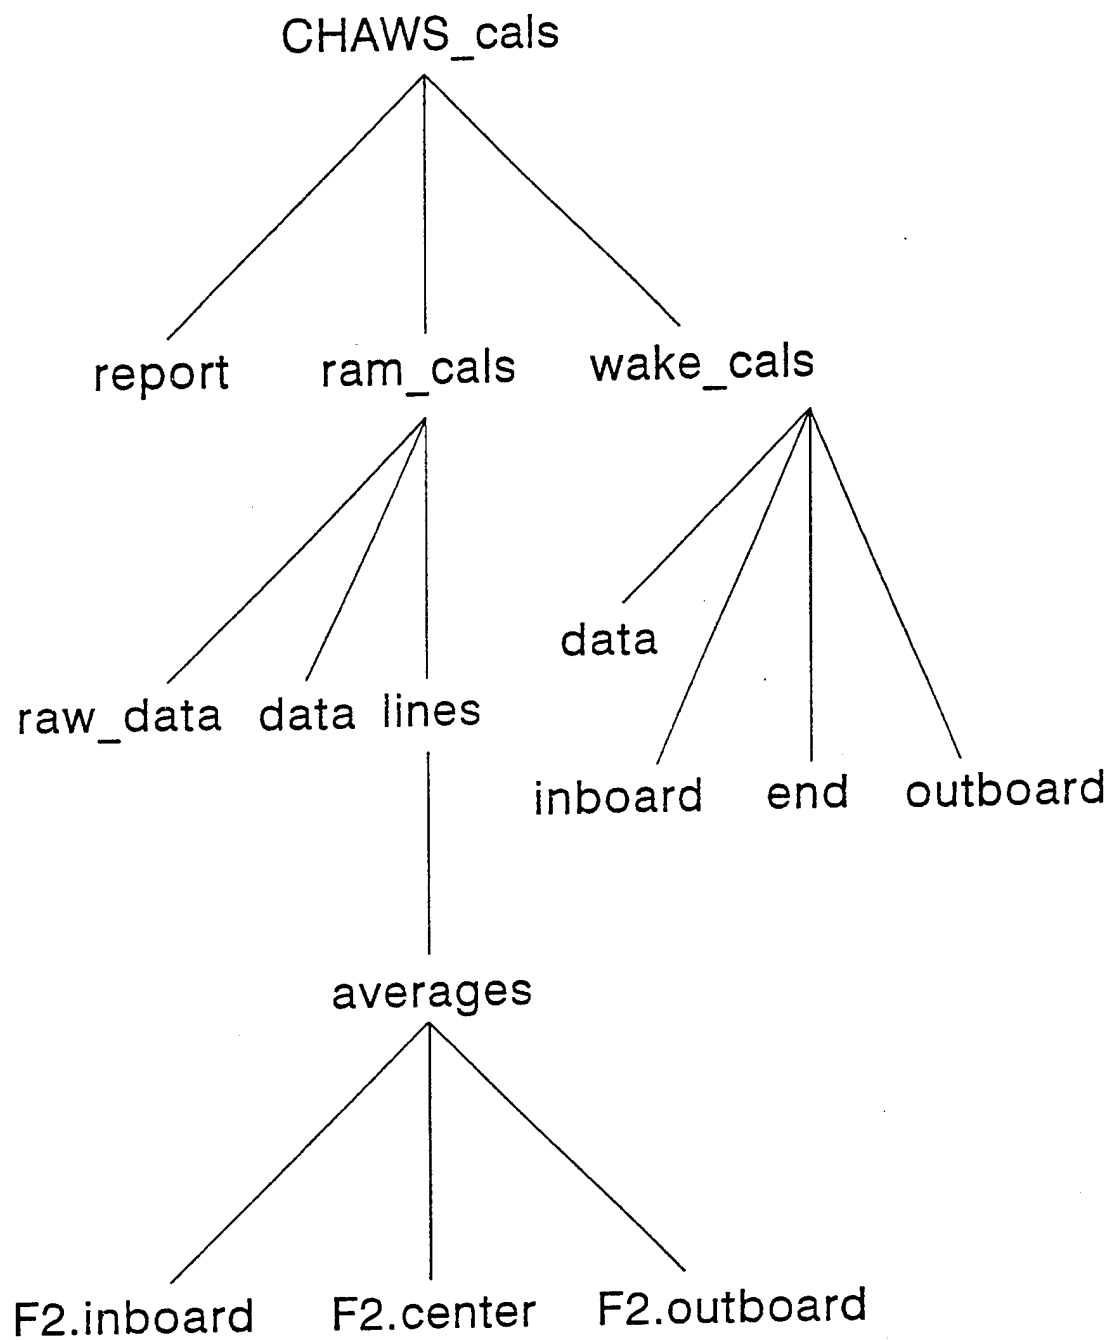 CHAWS_cals
report ram_cals wake_cals
data
raw_data data lines
inboard end outboard
averages
F2.inboard F2.center F2.outboard